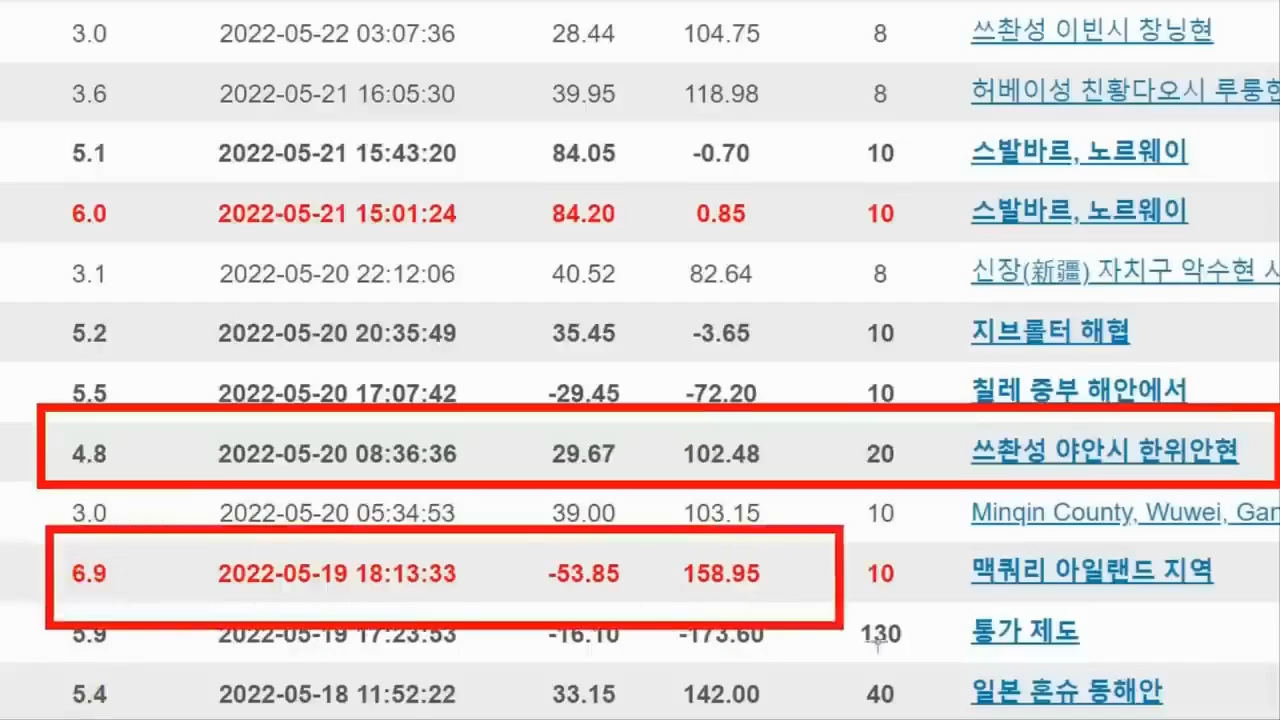 3.0 2022-05-22 03:07:36 28.44 104.75 8 쓰촨성 이빈시 창닝현
3.6 2022-05-21 16:05:30 39.95 118.98 8 허베이성 친황다오시 루룽현
5.1 2022-05-21 15:43:20 84.05 -0.70 10 스발바르, 노르웨이
6.0 2022-05-21 15:01:24 84.20 0.85 10 스발바르, 노르웨이
3.1 2022-05-20 22:12:06 40.52 82.64 8 신장(新疆) 자치구 악수현
5.2 2022-05-20 20:35:49 35.45 -3.65 10 지브롤터 해협
5.5 2022-05-20 17:07:42 -29.45 -72.20 10 칠레 중부 해안에서
4.8 2022-05-20 08:36:36 29.67 102.48 20 쓰촨성 야안시 한위안현
3.0 2022-05-20 05:34:53 39.00 103.15 10 Minqin County, Wuwei, Gan
6.9 2022-05-19 18:13:33 -53.85 158.95 10 맥쿼리 아일랜드 지역
5.9 2022-05-19 17:23:53 -16.10 -173.60 130 통가 제도
5.4 2022-05-18 11:52:22 33.15 142.00 40 일본 혼슈 동해안